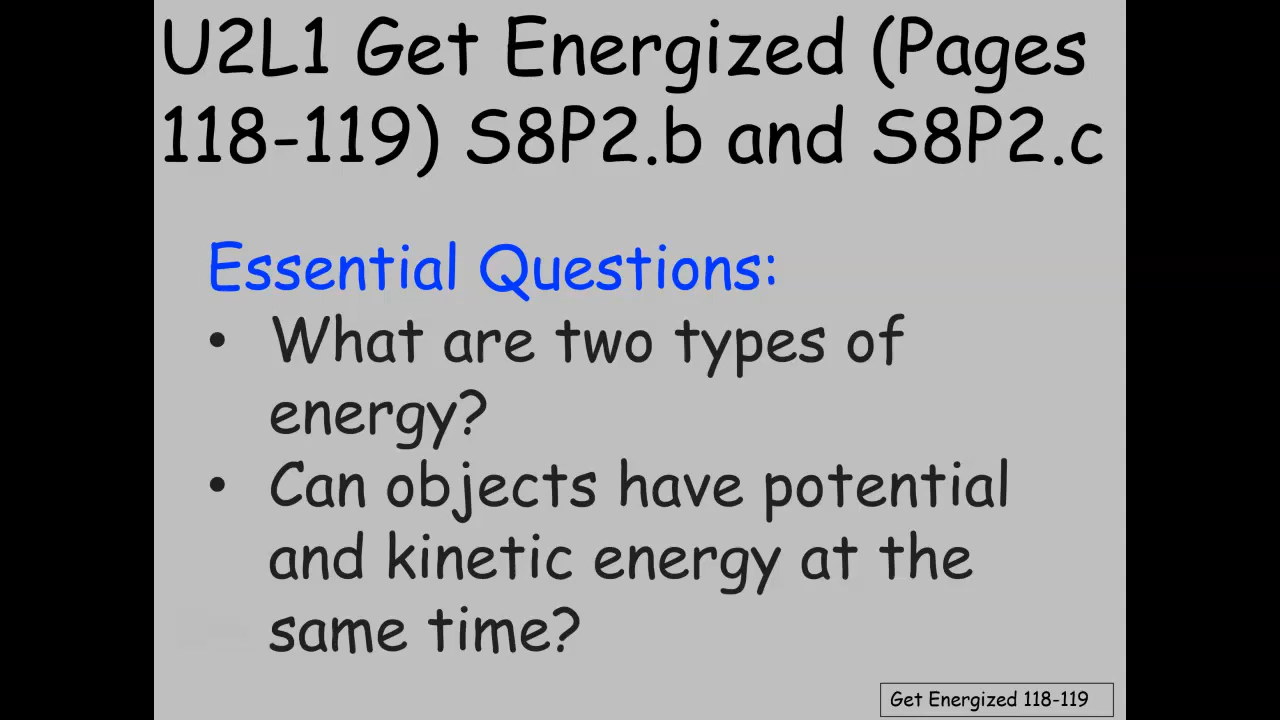 U2L1 Get Energized (Pages
118-119) S8P2.b and S8P2.c
Essential Questions:
• What are two types of
energy?
• Can objects have potential
and kinetic energy at the
same time?
Get Energized 118-119